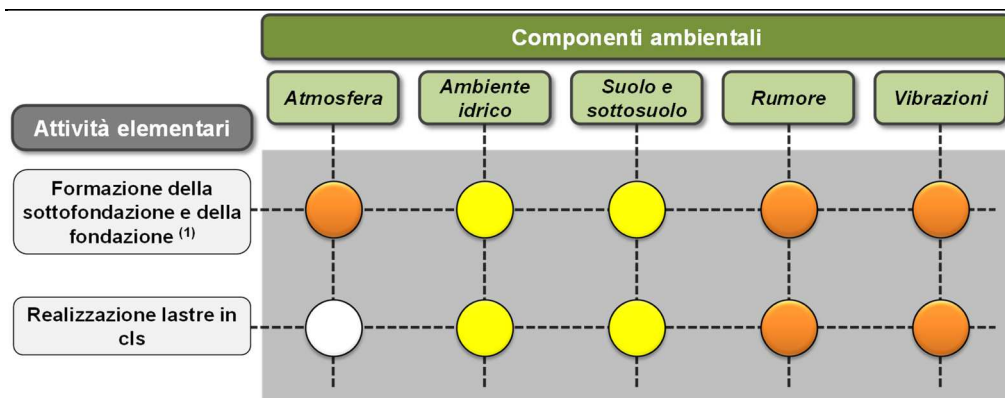 Componenti ambientali
Atmosfera
Ambiente
idrico
Suolo e
sottosuolo
Rumore
Vibrazioni
Attività elementari
Formazione della
sottofondazione e della
fondazione (1)
Realizzazione lastre in
cls